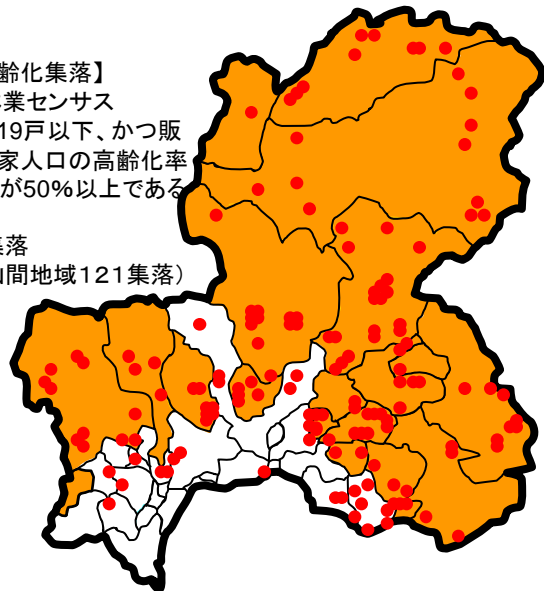 齢化集落】
業センサス
19戸以下、かつ販
家人口の高齢化率
が50%以上である
集落
間地域121集落）